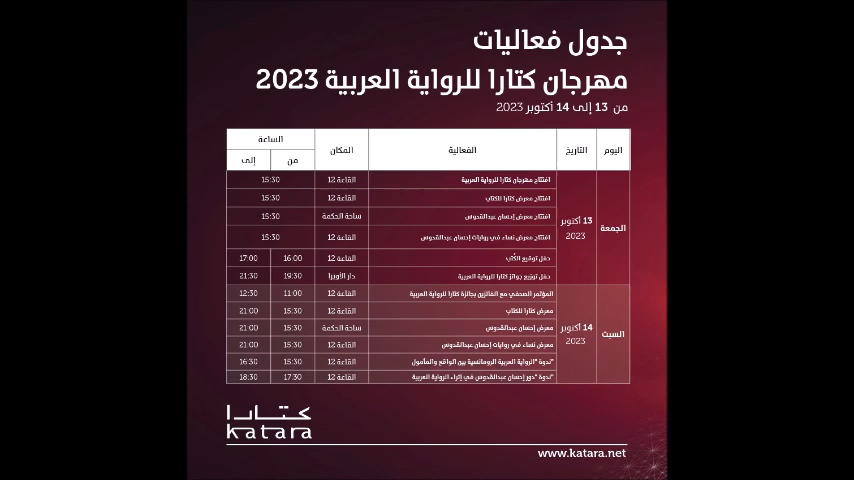 جدول فعاليات
مهرجان كتارا للرواية العربية 2023
من 13 إلى 14 أكتوبر 2023
اليوم التاريخ الفعالية المكان الساعة
من إلى
الجمعة 13 أكتوبر 2023
افتتاح مهرجان كتارا للرواية العربية القاعة 12 15:30
افتتاح معرض كتارا للكتاب القاعة 12 15:30
افتتاح معرض إحسان عبدالقدوس ساحة الحكمة 15:30
افتتاح معرض نساء في روايات إحسان عبدالقدوس القاعة 12 15:30
حفل توقيع الكُتب القاعة 12 16:00 17:00
حفل توزيع جوائز كتارا للرواية العربية دار الأوبرا 19:30 21:30
السبت 14 أكتوبر 2023
المؤتمر الصحفي مع الفائزين بجائزة كتارا للرواية العربية القاعة 12 11:00 12:30
معرض كتارا للكتاب القاعة 12 15:30 21:00
معرض إحسان عبدالقدوس ساحة الحكمة 15:30 21:00
معرض نساء في روايات إحسان عبدالقدوس القاعة 12 15:30 21:00
ندوة "الرواية العربية الرومانسية بين الواقع والمأمول" القاعة 12 15:30 16:30
ندوة "دور إحسان عبدالقدوس في إثراء الرواية العربية" القاعة 12 17:30 18:30
كتارا
katara
www.katara.net